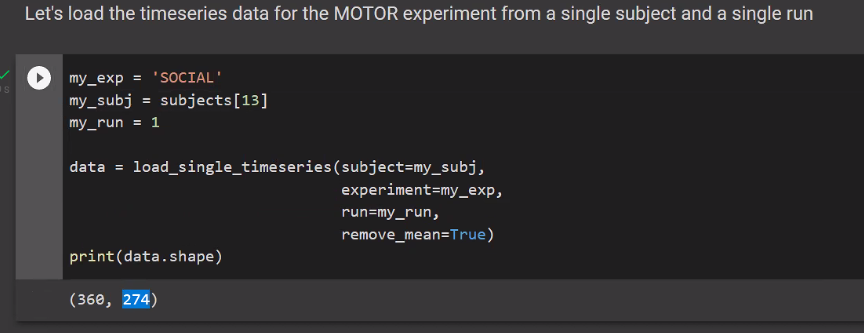 Let's load the timeseries data for the MOTOR experiment from a single subject and a single run
my_exp = 'SOCIAL'
my_subj = subjects[13]
my_run = 1
data = load_single_timeseries(subject=my_subj,
experiment=my_exp,
run=my_run,
remove_mean=True)
print(data.shape)
(360, 274)